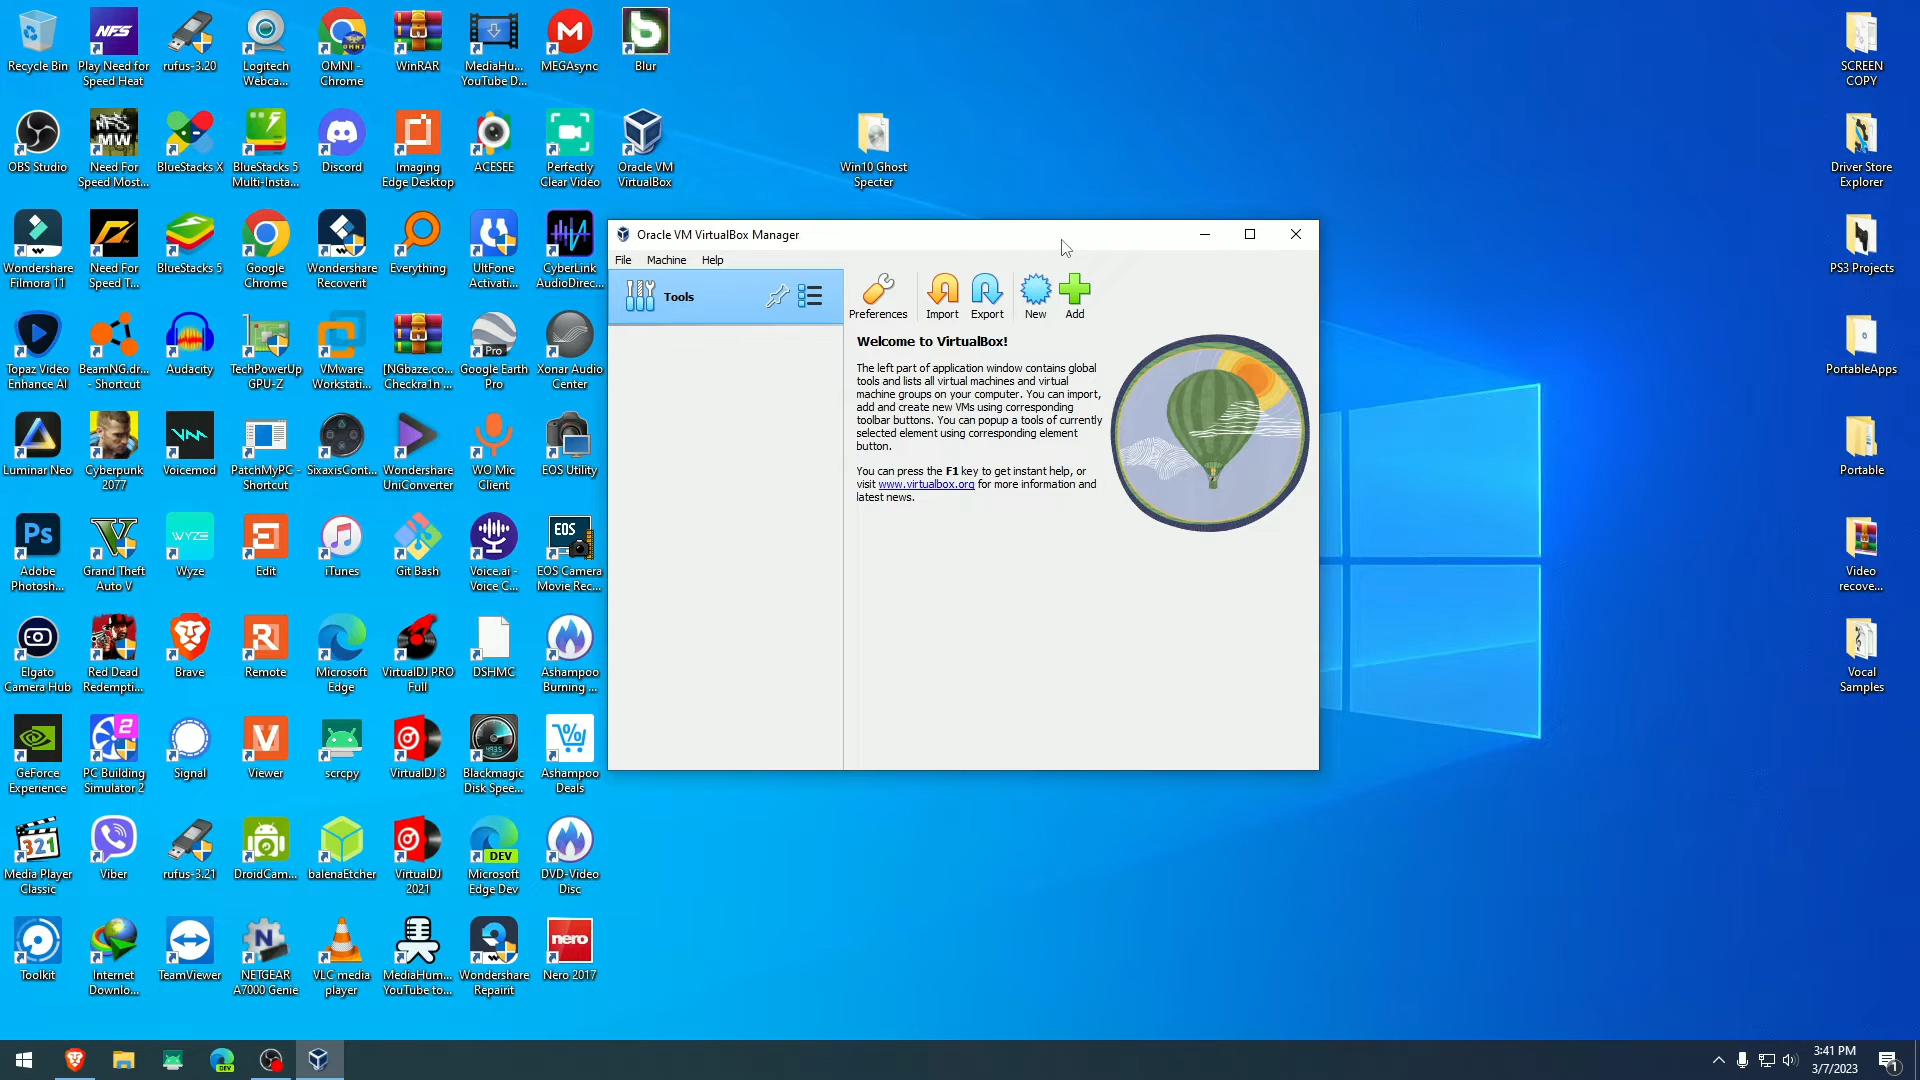 Recycle Bin
Play Need for
Speed Heat
rufus-3.20
Logitech
Webca...
OMNI -
Chrome
WinRAR
MediaHu...
YouTube D...
MEGAsync
Blur
OBS Studio
Need For
Speed Most...
BlueStacks X
BlueStacks 5
Multi-Insta...
Discord
Imaging
Edge Desktop
ACESEE
Perfectly
Clear Video
Oracle VM
VirtualBox
Win10 Ghost
Specter
Wondershare
Filmora 11
Need For
Speed T...
BlueStacks 5
Google
Chrome
Wondershare
Recoverit
Everything
UltFone
Activati...
CyberLink
AudioDirec...
Topaz Video
Enhance AI
BeamNG.dr...
- Shortcut
Audacity
TechPowerUp
GPU-Z
VMware
Workstati...
[NGbaze.co...
Checkra1n ...
Google Earth
Pro
Xonar Audio
Center
Luminar Neo
Cyberpunk
2077
Voicemod
PatchMyPC -
Shortcut
SixaxisCont...
Wondershare
UniConverter
WO Mic
Client
EOS Utility
Adobe
Photosh...
Grand Theft
Auto V
Wyze
Edit
iTunes
Git Bash
Voice.ai -
Voice C...
EOS Camera
Movie Rec...
Elgato
Camera Hub
Red Dead
Redempti...
Brave
Remote
Microsoft
Edge
VirtualDJ PRO
Full
DSHMC
Ashampoo
Burning ...
GeForce
Experience
PC Building
Simulator 2
Signal
Viewer
scrcpy
VirtualDJ 8
Blackmagic
Disk Spee...
Ashampoo
Deals
Media Player
Classic
Viber
rufus-3.21
DroidCam...
balenaEtcher
VirtualDJ
2021
Microsoft
Edge Dev
DVD-Video
Disc
Toolkit
Internet
Downlo...
TeamViewer
NETGEAR
A7000 Genie
VLC media
player
MediaHum...
YouTube to...
Wondershare
Repairit
Nero 2017
Oracle VM VirtualBox Manager
File Machine Help
Tools
Preferences Import Export New Add
Welcome to VirtualBox!
The left part of application window contains global
tools and lists all virtual machines and virtual
machine groups on your computer. You can import,
add and create new VMs using corresponding
toolbar buttons. You can popup a tools of currently
selected element using corresponding element
button.
You can press the F1 key to get instant help, or
visit www.virtualbox.org for more information and
latest news.
SCREEN
COPY
Driver Store
Explorer
PS3 Projects
PortableApps
Portable
Video
recove...
Vocal
Samples
3:41 PM
3/7/2023
1